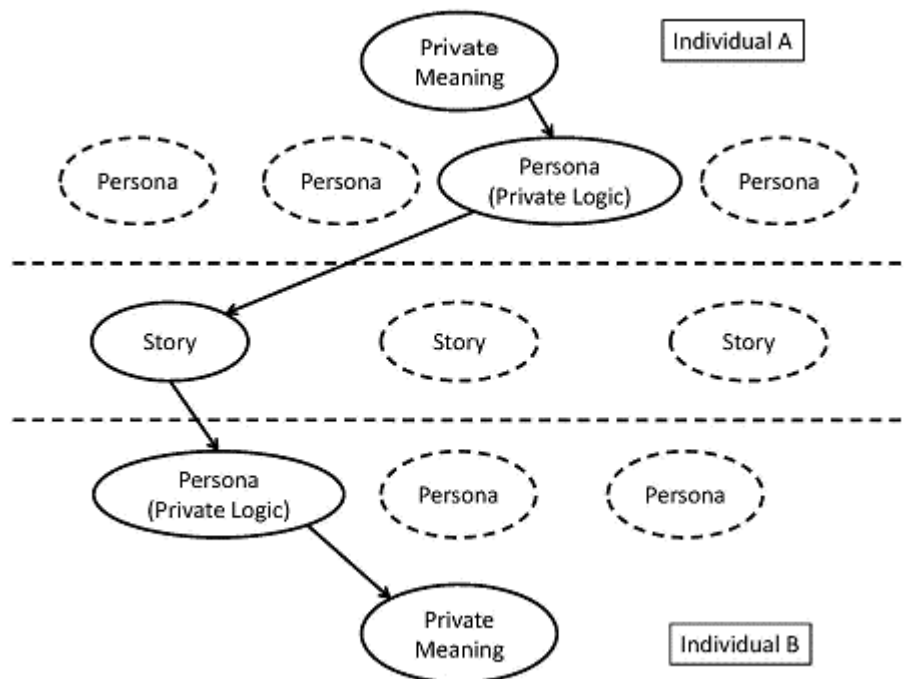 Private
Meaning
Individual A
Persona
Persona
Persona
(Private Logic)
Persona
Story
Story
Story
Persona
(Private Logic)
Persona
Persona
Private
Meaning
Individual B